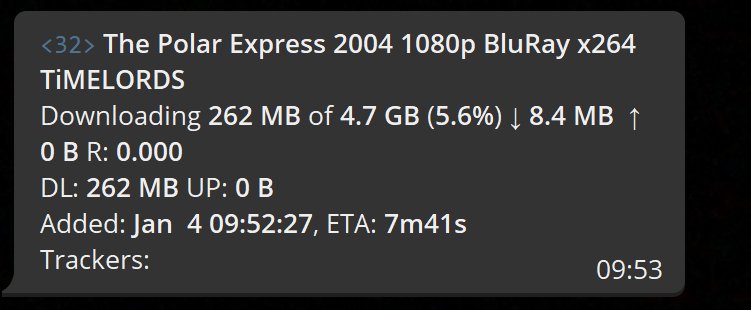 <32> The Polar Express 2004 1080p BluRay x264
TiMELORDS
Downloading 262 MB of 4.7 GB (5.6%) ↓ 8.4 MB ↑
0 B R: 0.000
DL: 262 MB UP: 0 B
Added: Jan  4 09:52:27, ETA: 7m41s
Trackers:
09:53